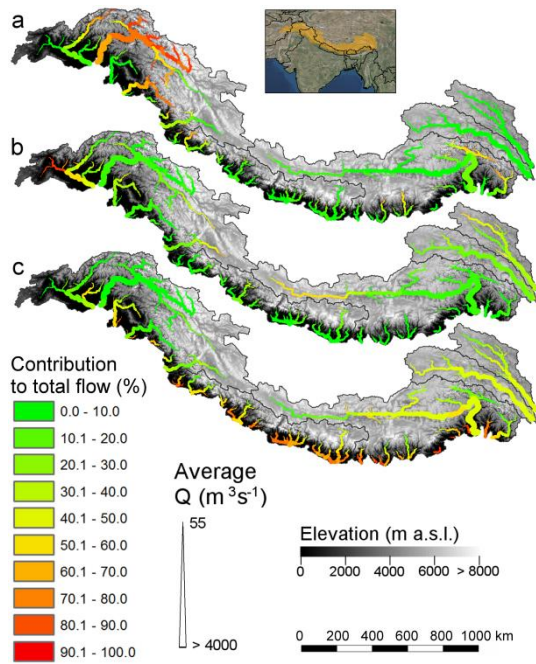 a
b
c
Contribution
to total flow (%)
0.0 - 10.0
10.1 - 20.0
20.1 - 30.0
30.1 - 40.0
40.1 - 50.0
50.1 - 60.0
60.1 - 70.0
70.1 - 80.0
80.1 - 90.0
90.1 - 100.0
Average
Q (m³s⁻¹)
55
> 4000
Elevation (m a.s.l.)
0 2000 4000 6000 > 8000
0 200 400 600 800 1000 km